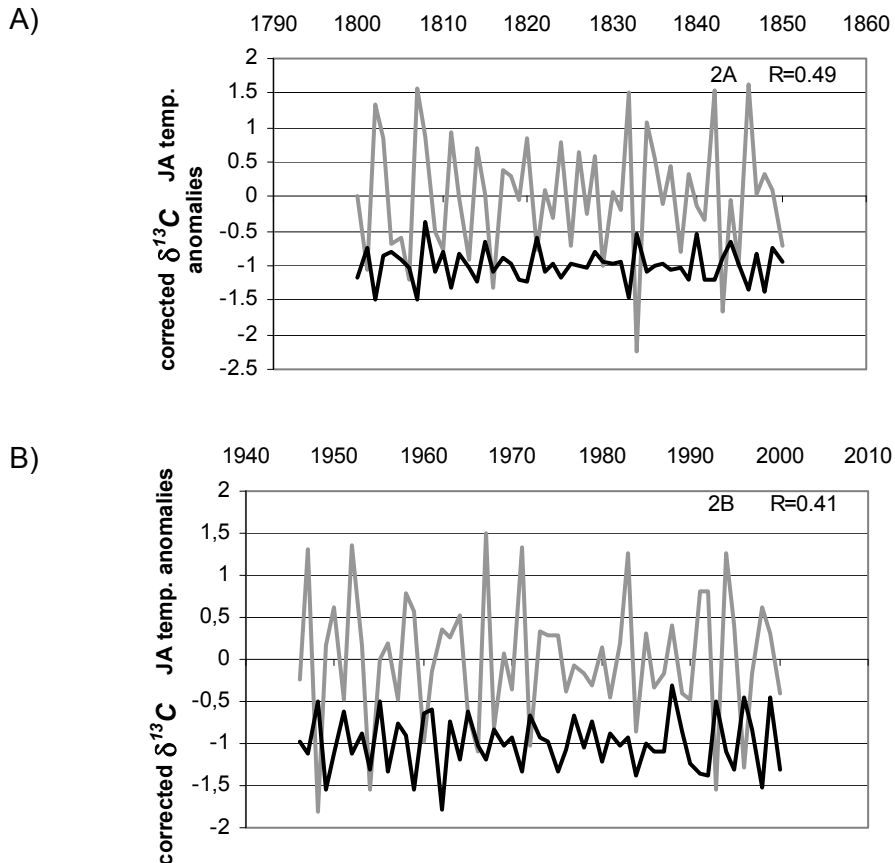 A)
1790 1800 1810 1820 1830 1840 1850 1860
2A R=0.49
2
1.5
1
0.5
0
-0.5
-1
-1.5
-2
-2.5
corrected δ¹³C JA temp.
anomalies
B)
1940 1950 1960 1970 1980 1990 2000 2010
2B R=0.41
2
1,5
1
0.5
0
-0.5
-1
-1,5
-2
corrected δ¹³C JA temp. anomalies